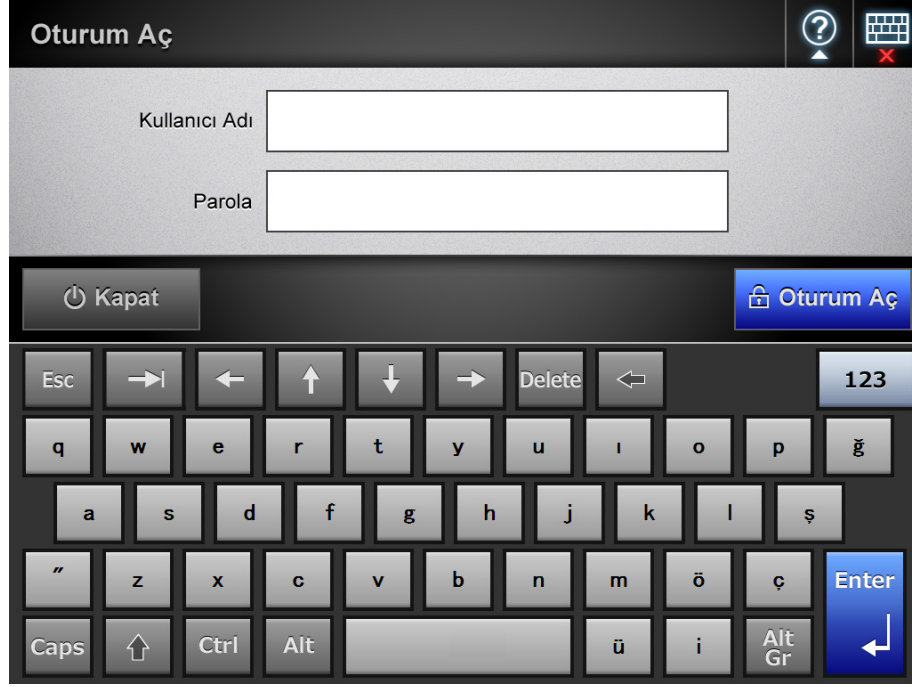 Oturum Aç
Kullanıcı Adı
Parola
Kapat Oturum Aç
Esc Delete 123
q w e r t y u ı o p ğ
a s d f g h j k l ş
" z x c v b n m ö ç Enter
Caps Ctrl Alt ü i Alt Gr